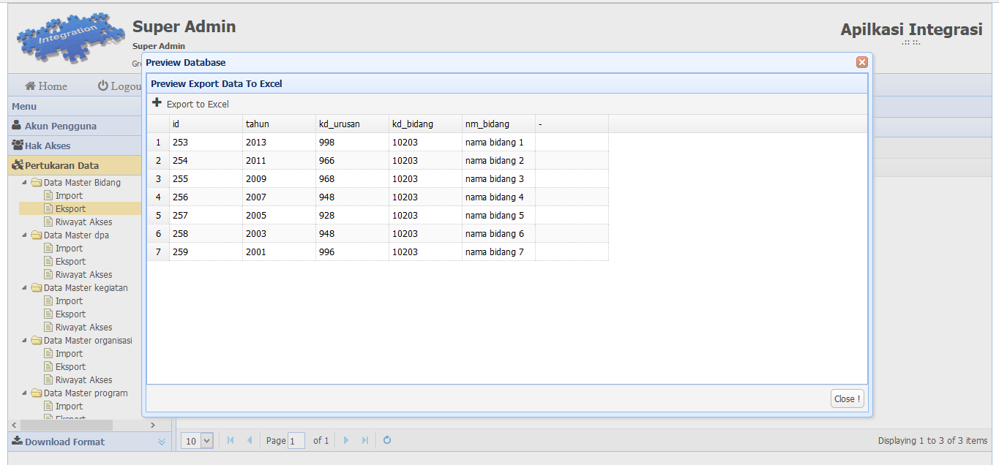 Integration
Super Admin
Apilkasi Integrasi
Super Admin
.:: ::.
Gr
Preview Database
Preview Export Data To Excel
Home Logou
Export to Excel
Menu
Akun Pengguna
Hak Akses
Pertukaran Data
Data Master Bidang
Import
Eksport
Riwayat Akses
Data Master dpa
Import
Eksport
Riwayat Akses
Data Master kegiatan
Import
Eksport
Riwayat Akses
Data Master organisasi
Import
Eksport
Riwayat Akses
Data Master program
Import
Eksport
Download Format
id tahun kd_urusan kd_bidang nm_bidang -
1 253 2013 998 10203 nama bidang 1
2 254 2011 966 10203 nama bidang 2
3 255 2009 968 10203 nama bidang 3
4 256 2007 948 10203 nama bidang 4
5 257 2005 928 10203 nama bidang 5
6 258 2003 948 10203 nama bidang 6
7 259 2001 996 10203 nama bidang 7
Close !
10 Page 1 of 1 Displaying 1 to 3 of 3 items